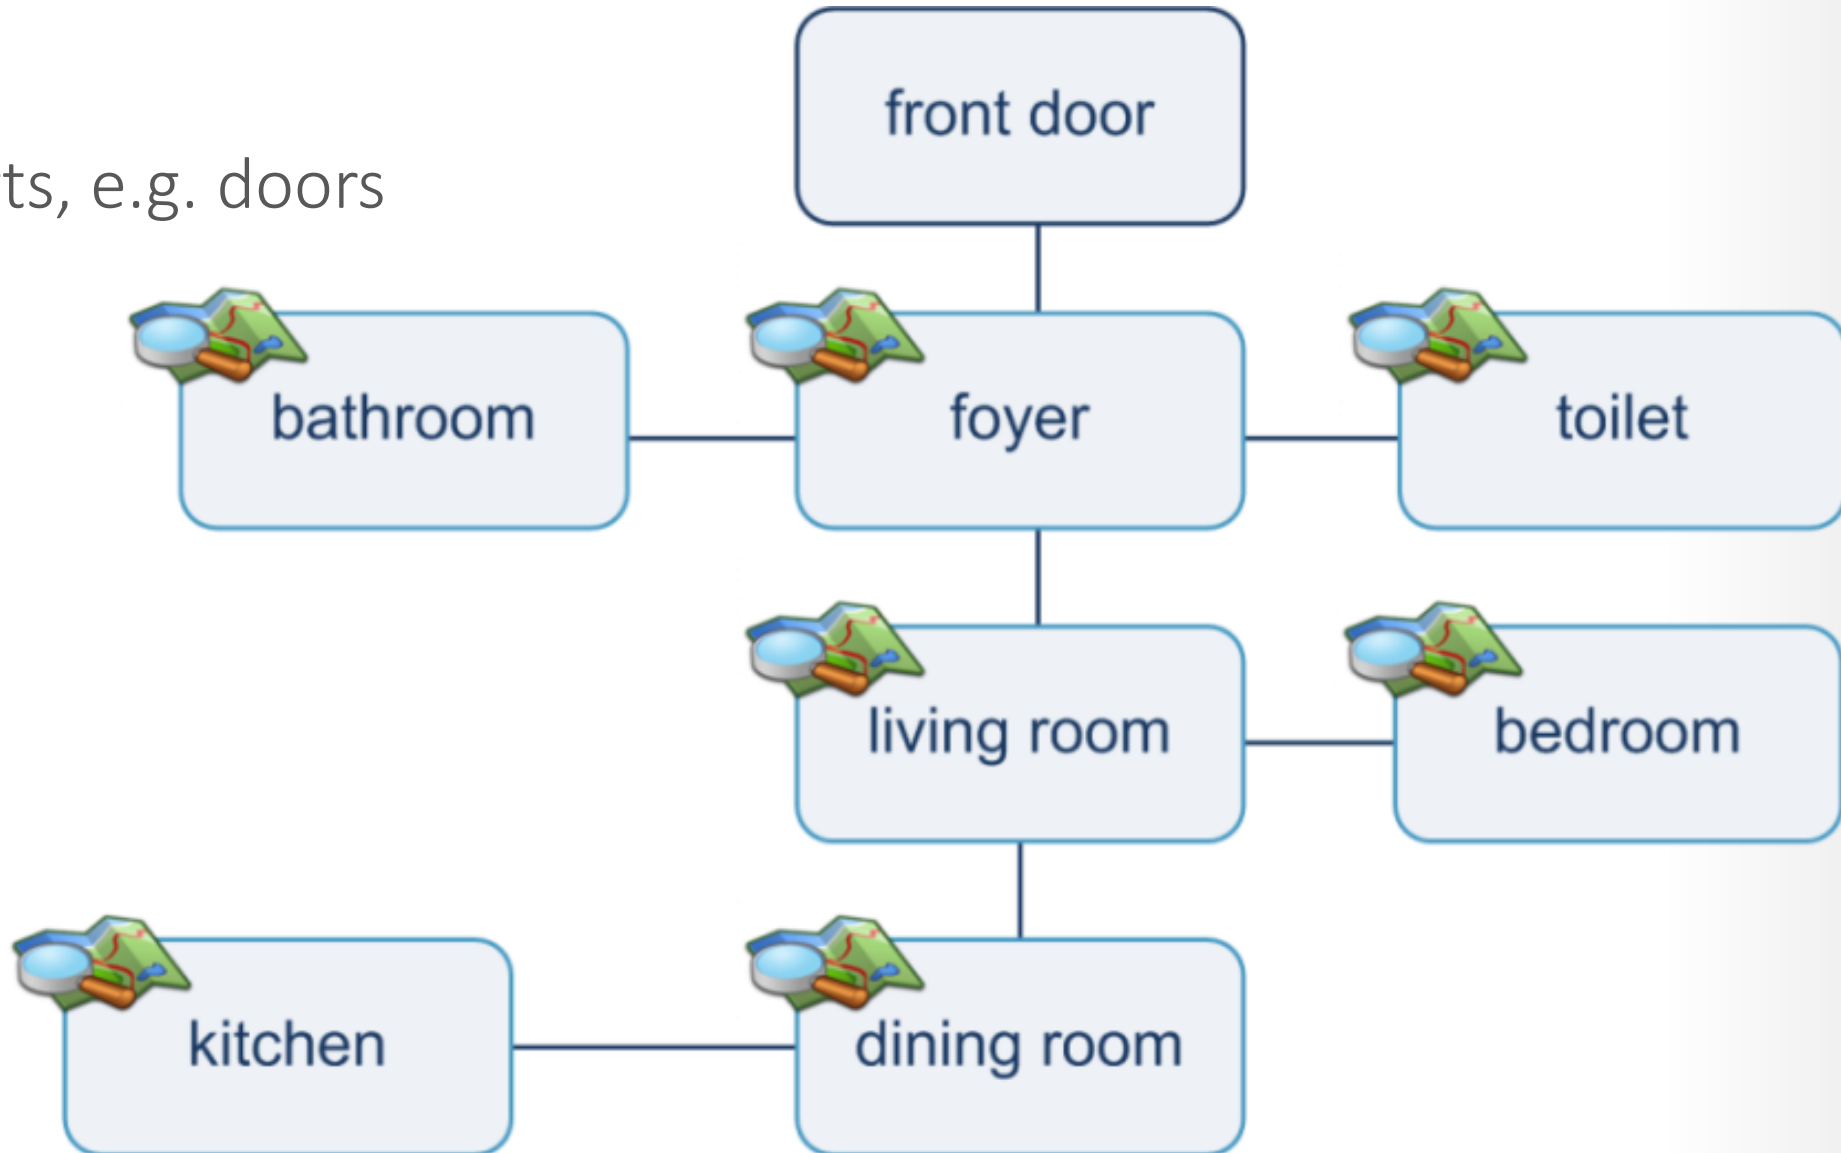 front door
ts, e.g. doors
bathroom
foyer
toilet
living room
bedroom
kitchen
dining room